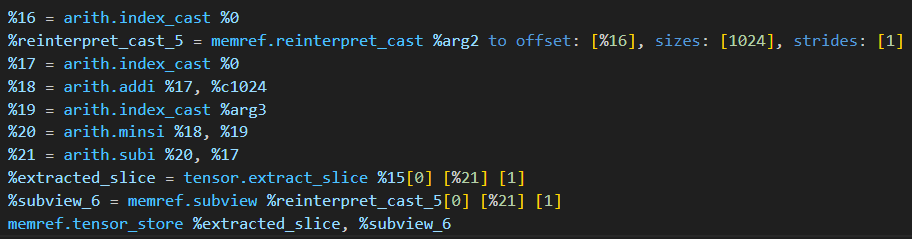 %16 = arith.index_cast %0
%reinterpret_cast_5 = memref.reinterpret_cast %arg2 to offset: [%16], sizes: [1024], strides: [1]
%17 = arith.index_cast %0
%18 = arith.addi %17, %c1024
%19 = arith.index_cast %arg3
%20 = arith.minsi %18, %19
%21 = arith.subi %20, %17
%extracted_slice = tensor.extract_slice %15[0] [%21] [1]
%subview_6 = memref.subview %reinterpret_cast_5[0] [%21] [1]
memref.tensor_store %extracted_slice, %subview_6